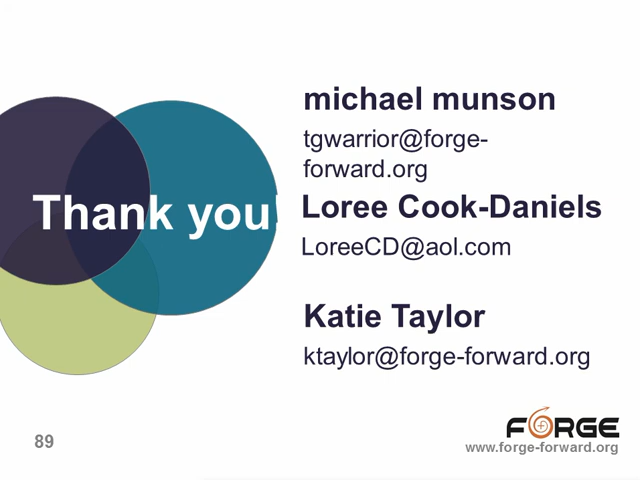 michael munson
tgwarrior@forge-
forward.org
Thank you!
Loree Cook-Daniels
LoreeCD@aol.com
Katie Taylor
ktaylor@forge-forward.org
89
FORGE
www.forge-forward.org